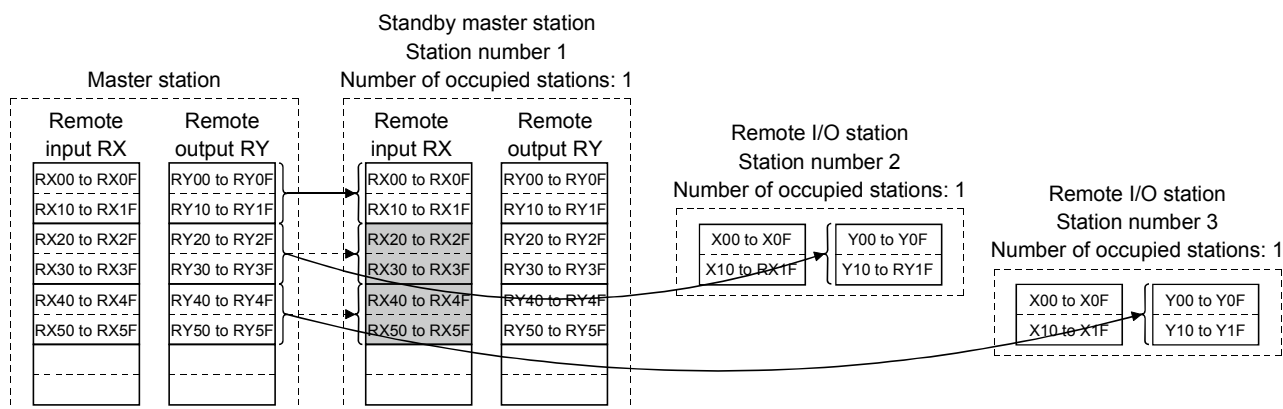 Standby master station
Station number 1
Number of occupied stations: 1
Master station
Remote input RX
Remote output RY
RX00 to RX0F
RY00 to RY0F
RX10 to RX1F
RY10 to RY1F
RX20 to RX2F
RY20 to RY2F
RX30 to RX3F
RY30 to RY3F
RX40 to RX4F
RY40 to RY4F
RX50 to RX5F
RY50 to RY5F
Remote input RX
Remote output RY
RX00 to RX0F
RY00 to RY0F
RX10 to RX1F
RY10 to RY1F
RX20 to RX2F
RY20 to RY2F
RX30 to RX3F
RY30 to RY3F
RX40 to RX4F
RY40 to RY4F
RX50 to RX5F
RY50 to RY5F
Remote I/O station
Station number 2
Number of occupied stations: 1
X00 to X0F
Y00 to Y0F
X10 to RX1F
Y10 to RY1F
Remote I/O station
Station number 3
Number of occupied stations: 1
X00 to X0F
Y00 to Y0F
X10 to X1F
Y10 to Y1F